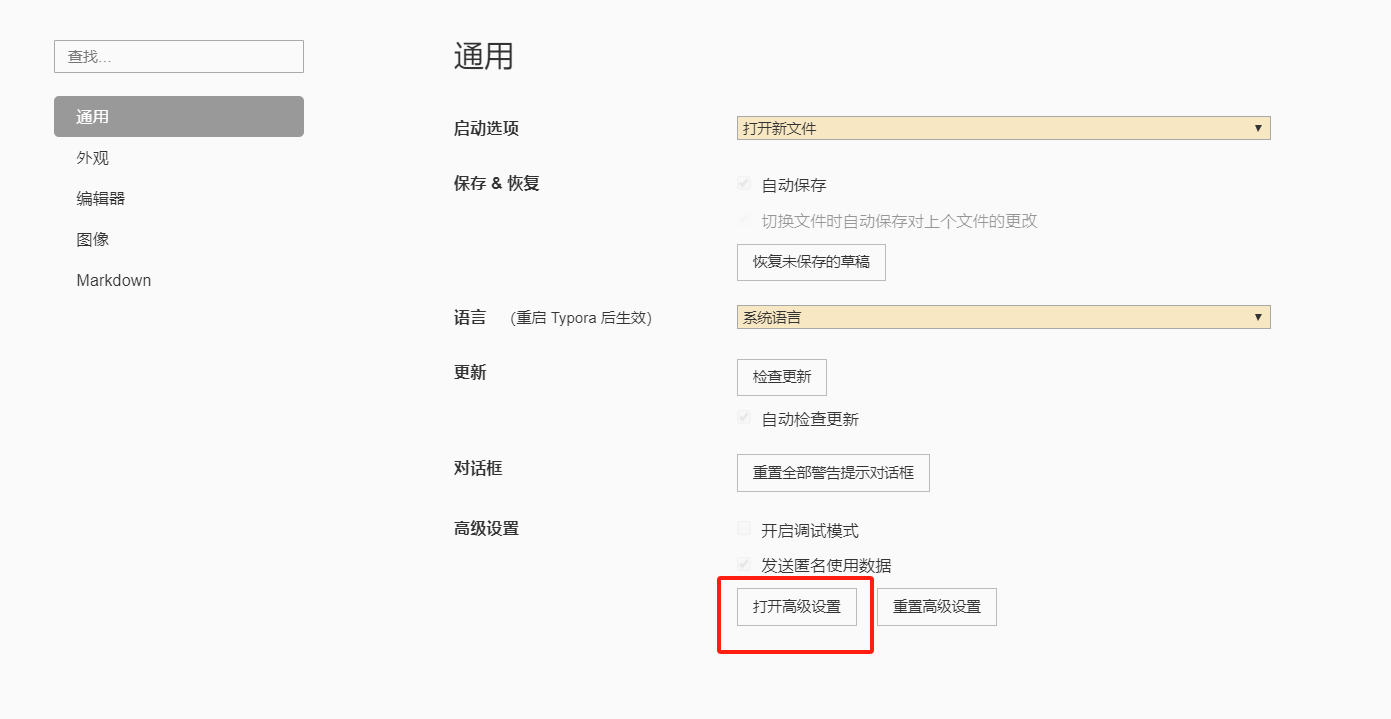 查找...
通用
外观
编辑器
图像
Markdown
通用
启动选项
打开新文件
保存 & 恢复
自动保存
切换文件时自动保存对上个文件的更改
恢复未保存的草稿
语言 (重启 Typora 后生效)
系统语言
更新
检查更新
自动检查更新
对话框
重置全部警告提示对话框
高级设置
开启调试模式
发送匿名使用数据
打开高级设置 重置高级设置